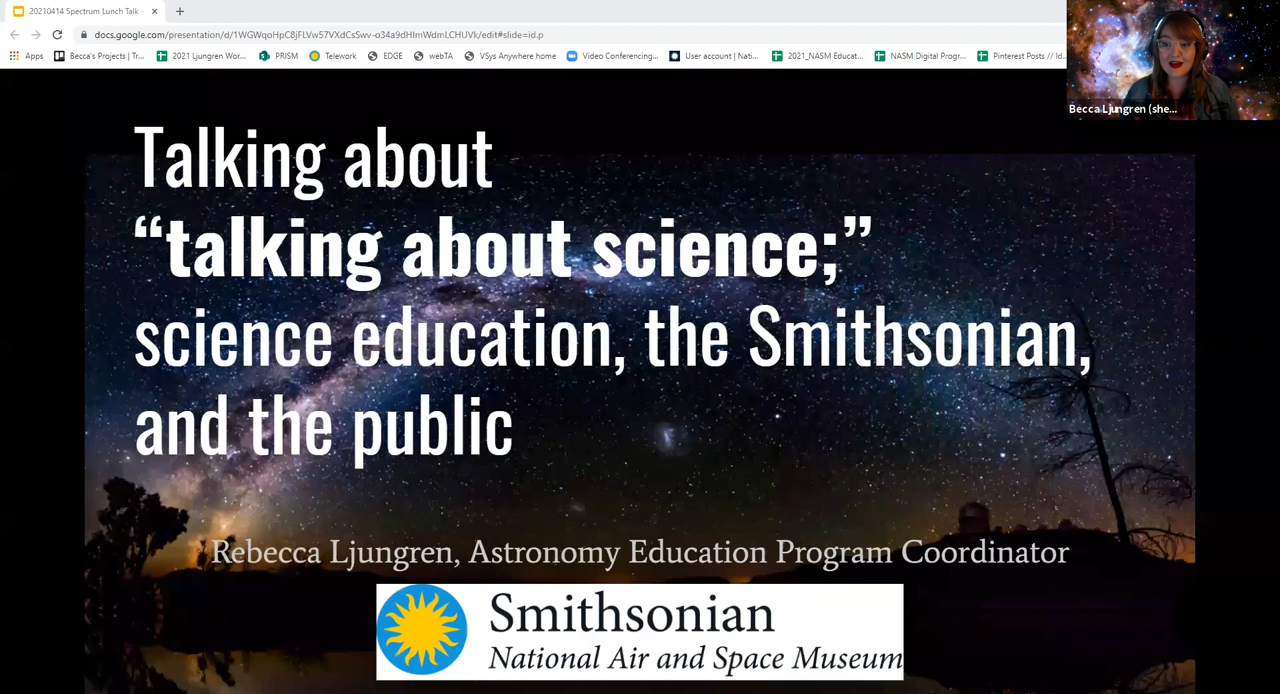 20210414 Spectrum Lunch Talk
docs.google.com/presentation/d/1WGWqoHpC8jFLVw57VXdCsSwv-o34a9dHImWdmLCHUVk/edit#slide=id.p
Apps Becca's Projects | Tr... 2021 Ljungren Wor... PRISM Telework EDGE webTA VSys Anywhere home Video Conferencing... User account | Nati... 2021_NASM Educat... NASM Digital Progr... Pinterest Posts // Id...
Becca Ljungren (she...
Talking about
“talking about science;”
science education, the Smithsonian,
and the public
Rebecca Ljungren, Astronomy Education Program Coordinator
Smithsonian
National Air and Space Museum